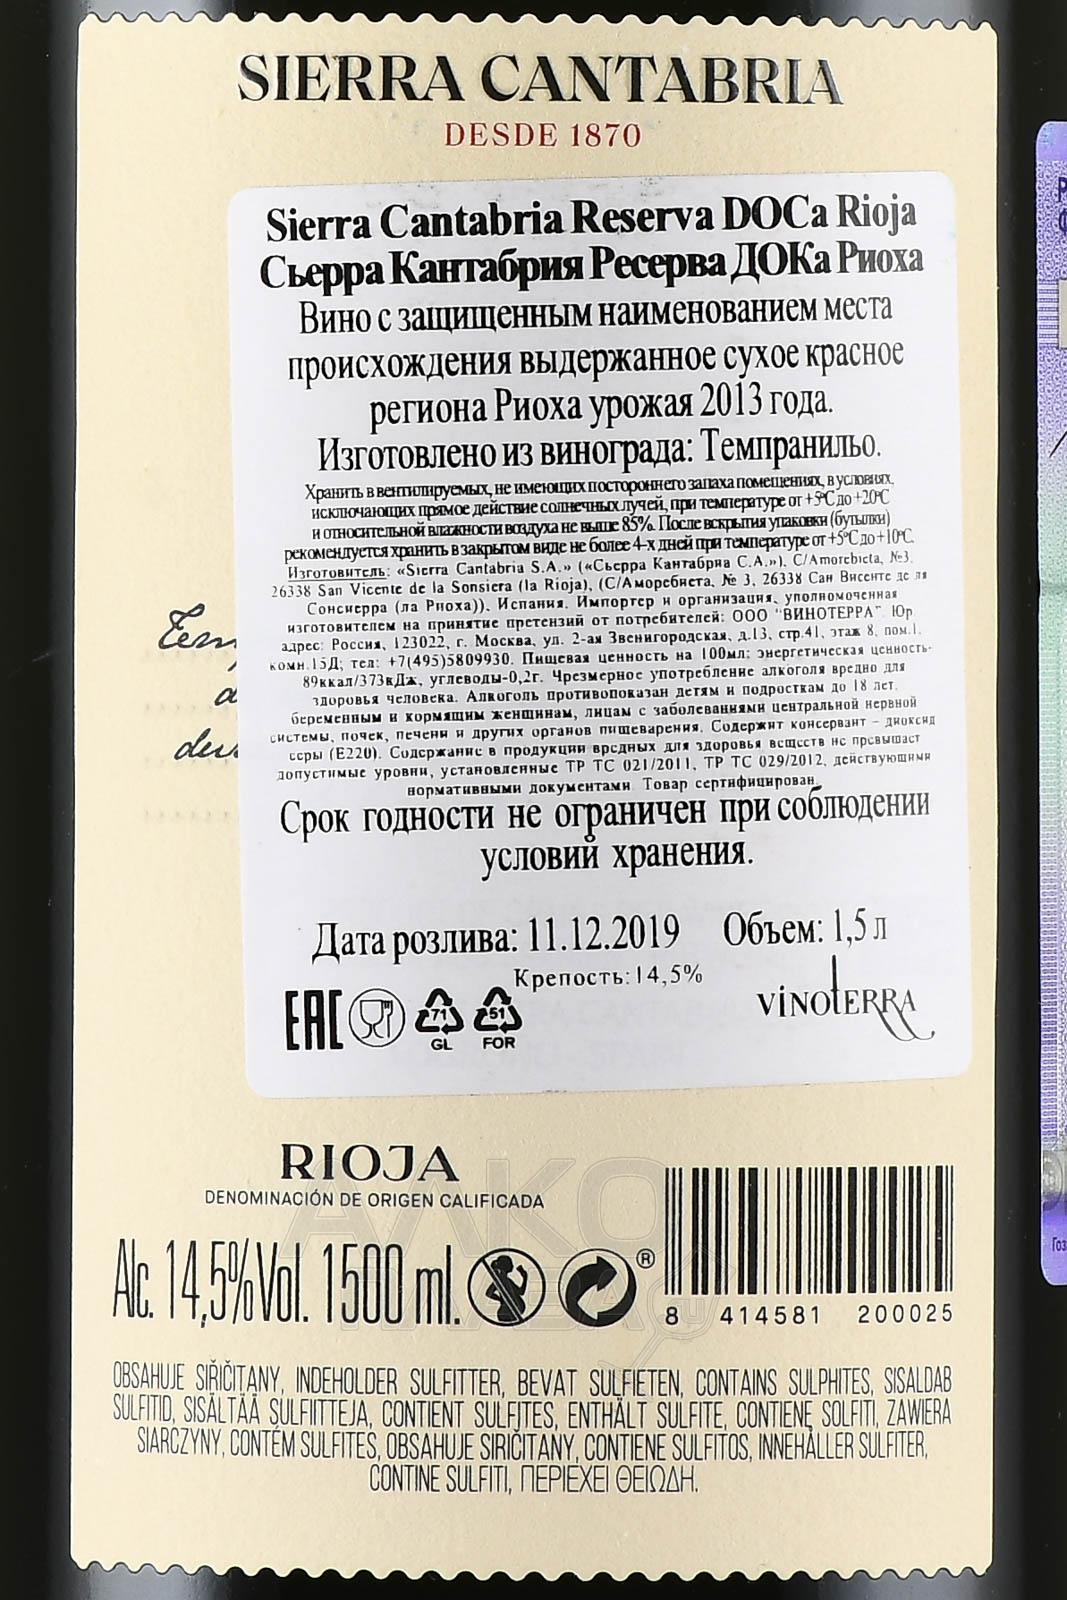 SIERRA CANTABRIA
DESDE 1870
Sierra Cantabria Reserva DOCa Rioja
Сьерра Кантабрия Ресерва ДОКа Риоха
Вино с защищенным наименованием места
происхождения выдержанное сухое красное
региона Риоха урожая 2013 года.
Изготовлено из винограда: Темпранильо.
Хранить в вентилируемых, не имеющих постороннего запаха помещениях, в условиях,
исключающих прямое действие солнечных лучей, при температуре от +5°C до +20°C
и относительной влажности воздуха не выше 85%. После вскрытия упаковки (бутылки)
рекомендуется хранить в закрытом виде не более 4-х дней при температуре от +5°C до +10°C.
Изготовитель: «Sierra Cantabria S.A.» («Сьерра Кантабриа С.А.»), C/Amorebieta, №3,
26338 San Vicente de la Sonsiera (la Rioja), (С/Аморебиета, № 3, 26338 Сан Висенте де ла
Сонсиерра (ла Риоха)), Испания. Импортер и организация, уполномоченная
изготовителем на принятие претензий от потребителей: ООО "ВИНОТЕРРА" Юр.
адрес: Россия, 123022, г. Москва, ул. 2-ая Звенигородская, д.13, стр.41, этаж 8, пом.I,
комн.15Д; тел: +7(495)5809930. Пищевая ценность на 100мл: энергетическая ценность-
89ккал/373кДж, углеводы-0,2г. Чрезмерное употребление алкоголя вредно для
здоровья человека. Алкоголь противопоказан детям и подросткам до 18 лет,
беременным и кормящим женщинам, лицам с заболеваниями центральной нервной
системы, почек, печени и других органов пищеварения. Содержит консервант – диоксид
серы (Е220). Содержание в продукции вредных для здоровья веществ не превышает
допустимые уровни, установленные ТР ТС 021/2011, ТР ТС 029/2012, действующими
нормативными документами. Товар сертифицирован.
Срок годности не ограничен при соблюдении
условий хранения.
Дата розлива: 11.12.2019 Объем: 1,5 л
Крепость:14,5%
EAC 71 51 VINOTERRA
GL FOR
RIOJA
DENOMINACIÓN DE ORIGEN CALIFICADA
Alc. 14,5%Vol. 1500 ml. ®
8 414581 200025
OBSAHUJE SIŘIČITANY, INDEHOLDER SULFITTER, BEVAT SULFIETEN, CONTAINS SULPHITES, SISALDAB
SULFITID, SISÄLTÄÄ SULFIITTEJA, CONTIENT SULFITES, ENTHÄLT SULFITE, CONTIENE SOLFITI, ZAWIERA
SIARCZYNY, CONTÉM SULFITES, OBSAHUJE SIRIČITANY, CONTIENE SULFITOS, INNEHÅLLER SULFITER,
CONTINE SULFITI, ΠΕΡΙΕΧΕΙ ΘΕΙΩΔΗ.